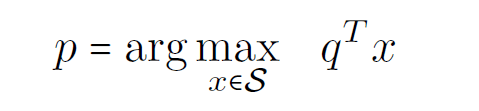 p = arg max q^T x
x∈𝒮